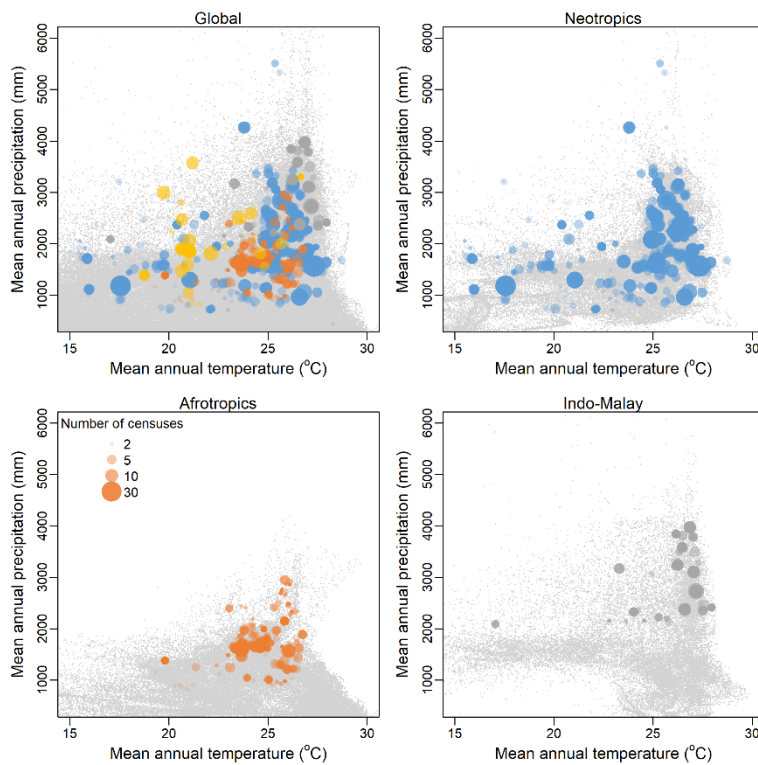 Global
Neotropics
Mean annual precipitation (mm)
6000
5000
4000
3000
2000
1000
15 20 25 30
Mean annual temperature (°C)
Mean annual precipitation (mm)
6000
5000
4000
3000
2000
1000
15 20 25 30
Mean annual temperature (°C)
Afrotropics
Indo-Malay
Mean annual precipitation (mm)
6000
5000
4000
3000
2000
1000
Number of censuses
2
5
10
30
15 20 25 30
Mean annual temperature (°C)
Mean annual precipitation (mm)
6000
5000
4000
3000
2000
1000
15 20 25 30
Mean annual temperature (°C)